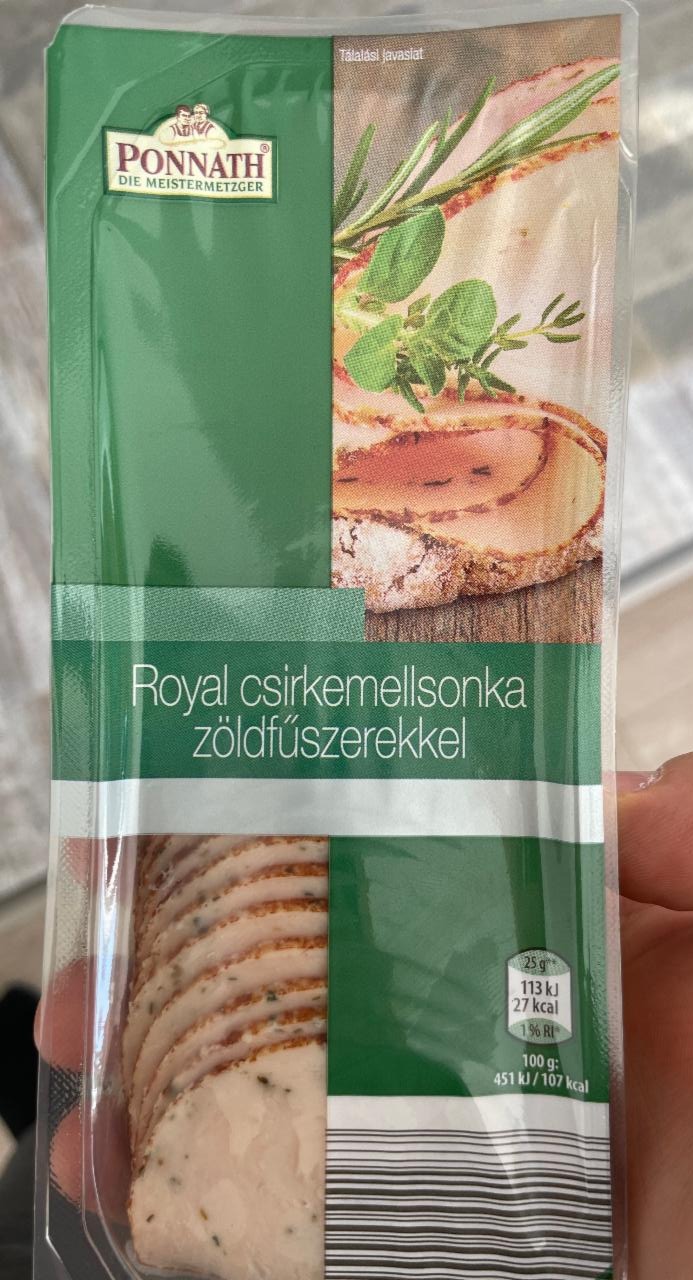 Tálalási javaslat
PONNATH®
DIE MEISTERMETZGER
Royal csirkemellsonka
zöldfűszerekkel
25 g**
113 kJ
27 kcal
1 % RI*
100 g:
451 kJ / 107 kcal